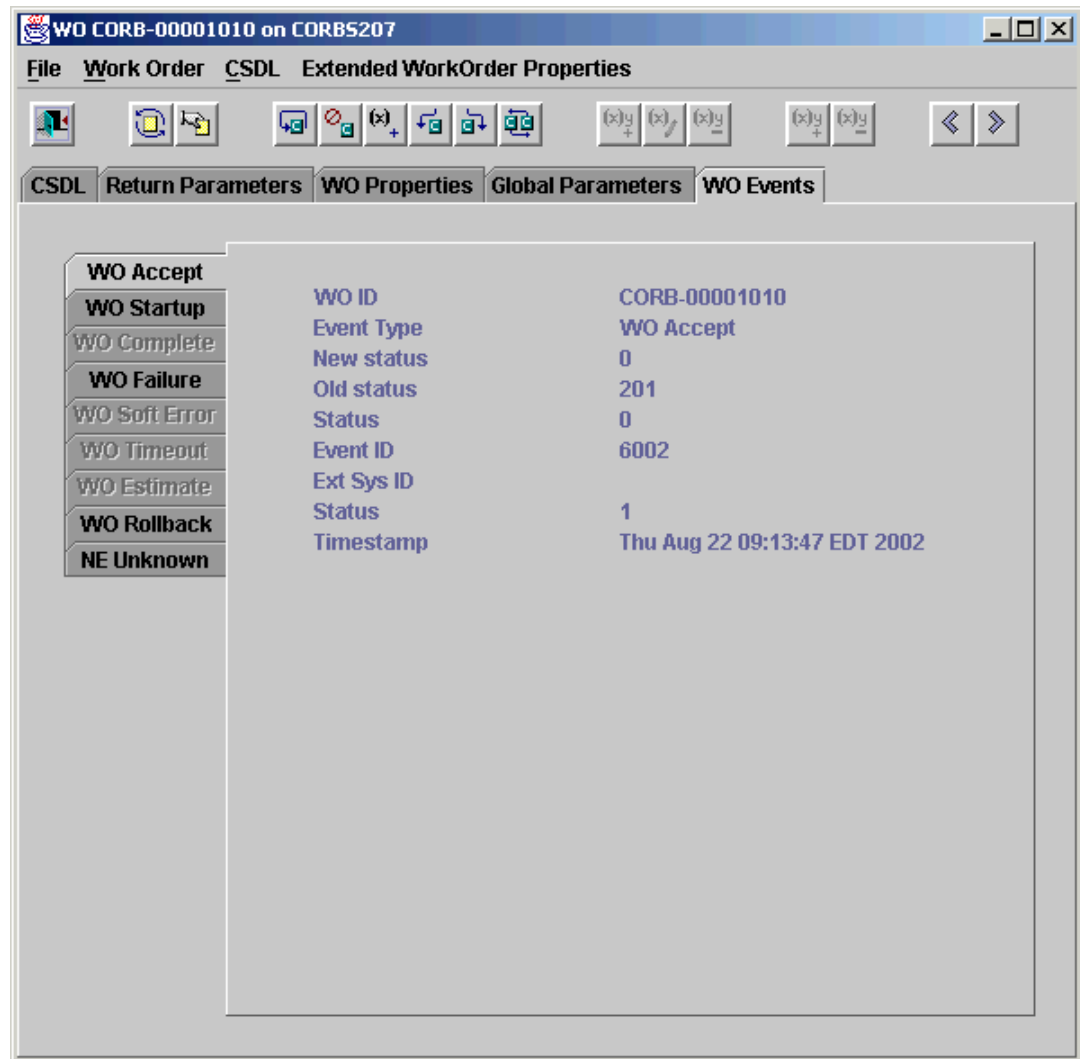 WO CORB-00001010 on CORBS207
File Work Order CSDL Extended WorkOrder Properties
(x)+ (x)y+ (x) (x)y− (x)y+ (x)y−
CSDL Return Parameters WO Properties Global Parameters WO Events
WO Accept
WO Startup
WO Complete
WO Failure
WO Soft Error
WO Timeout
WO Estimate
WO Rollback
NE Unknown
WO ID CORB-00001010
Event Type WO Accept
New status 0
Old status 201
Status 0
Event ID 6002
Ext Sys ID
Status 1
Timestamp Thu Aug 22 09:13:47 EDT 2002